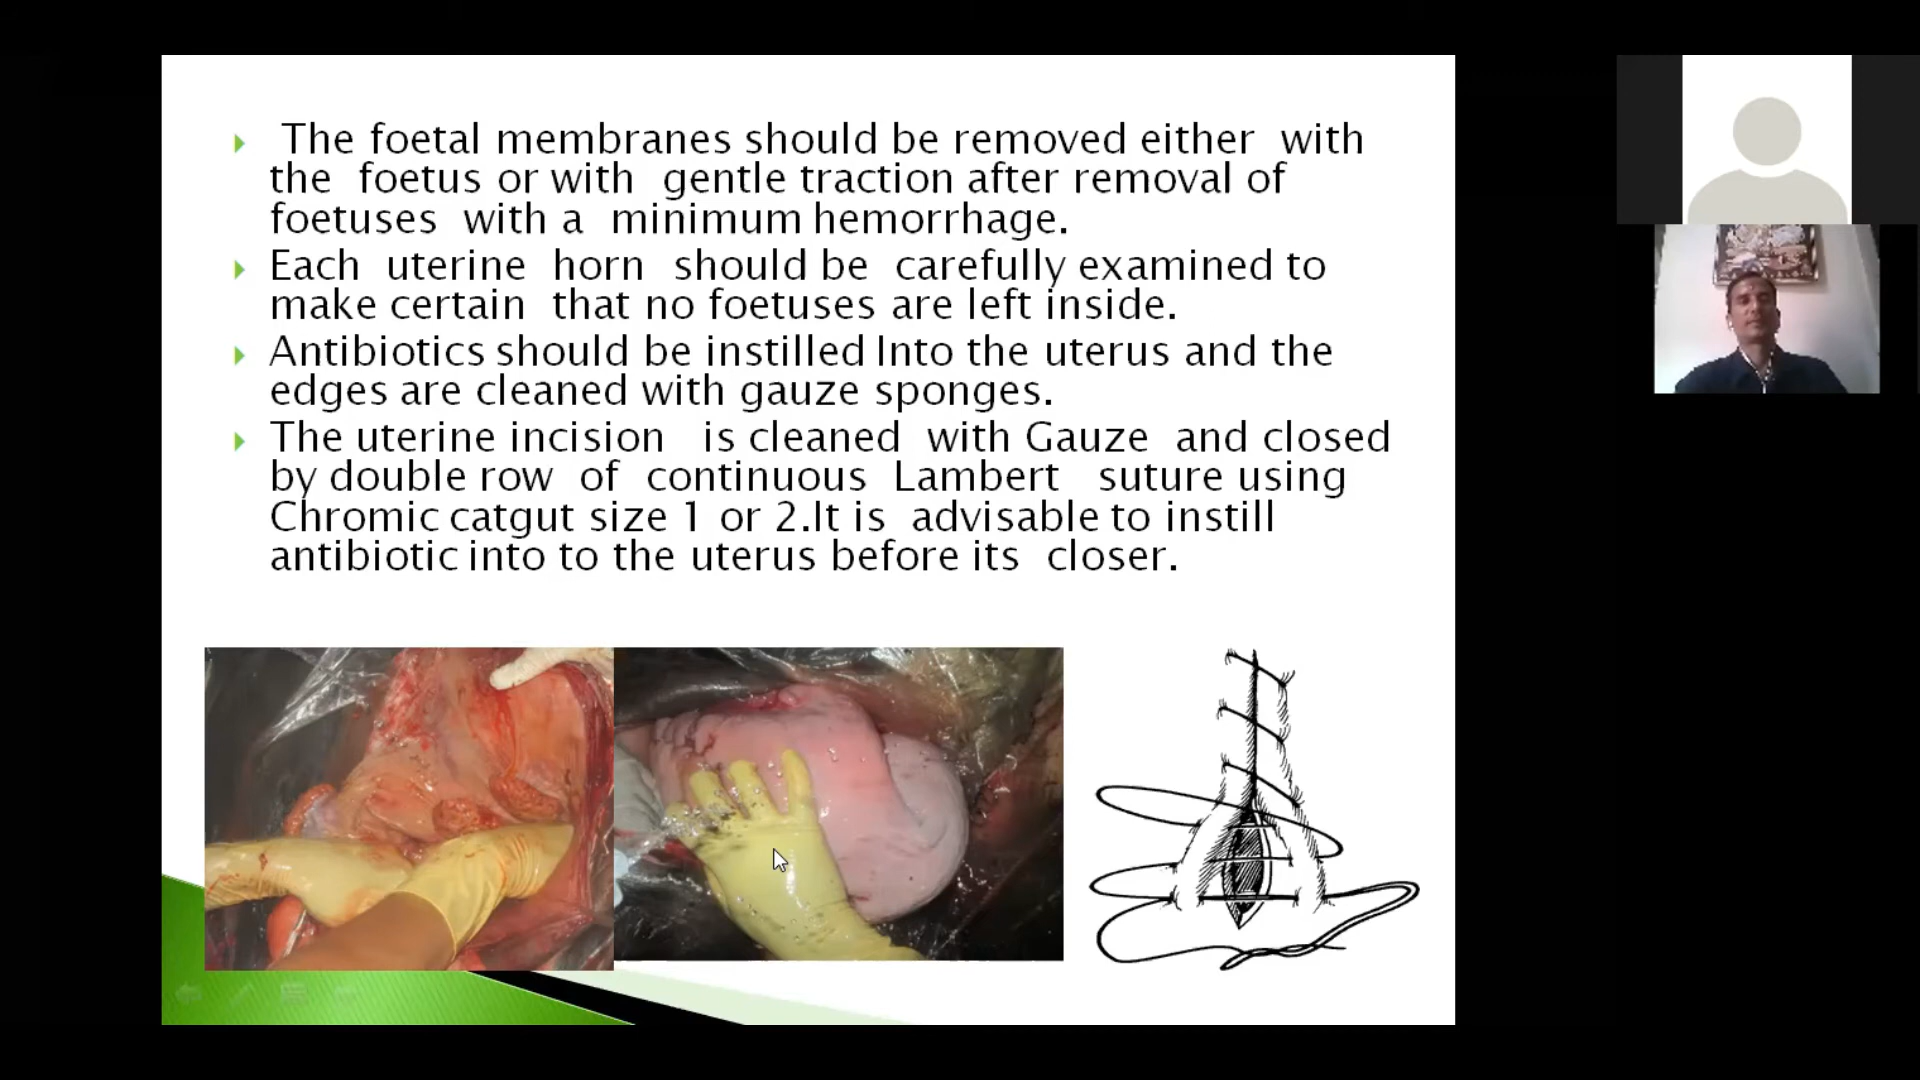 The foetal membranes should be removed either with
the foetus or with gentle traction after removal of
foetuses with a minimum hemorrhage.
Each uterine horn should be carefully examined to
make certain that no foetuses are left inside.
Antibiotics should be instilled Into the uterus and the
edges are cleaned with gauze sponges.
The uterine incision is cleaned with Gauze and closed
by double row of continuous Lambert suture using
Chromic catgut size 1 or 2.It is advisable to instill
antibiotic into to the uterus before its closer.